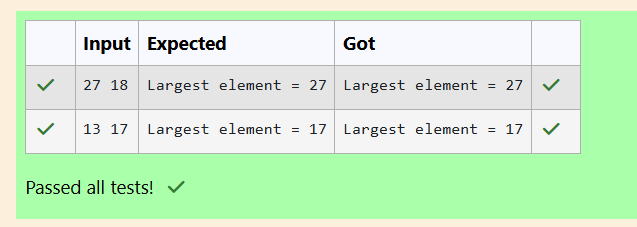 Input Expected Got
27 18 Largest element = 27 Largest element = 27
13 17 Largest element = 17 Largest element = 17
Passed all tests!